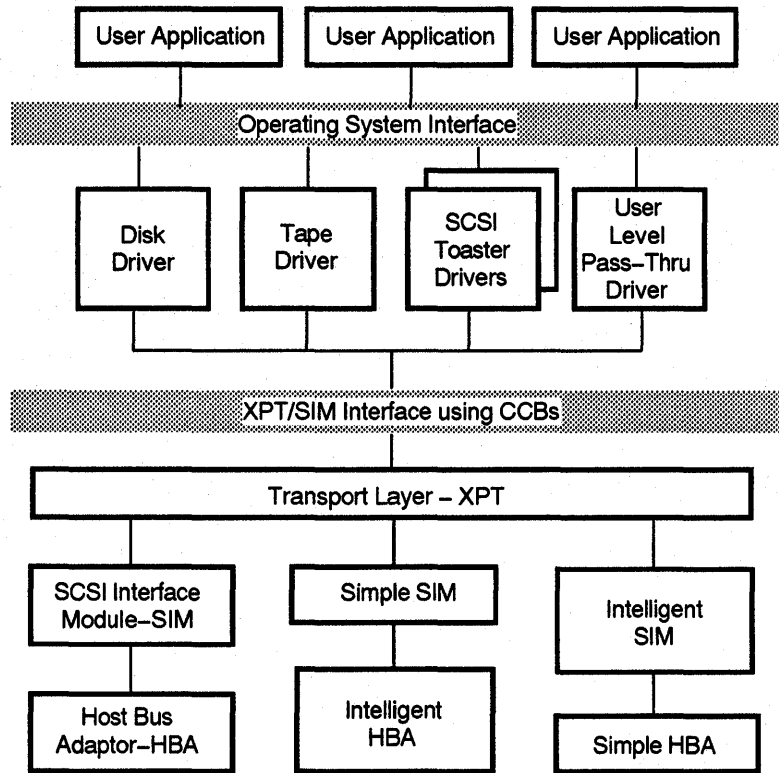 User Application
User Application
User Application
Operating System Interface
Disk
Driver
Tape
Driver
SCSI
Toaster
Drivers
User
Level
Pass–Thru
Driver
XPT/SIM Interface using CCBs
Transport Layer – XPT
SCSI Interface
Module–SIM
Simple SIM
Intelligent
SIM
Host Bus
Adaptor–HBA
Intelligent
HBA
Simple HBA